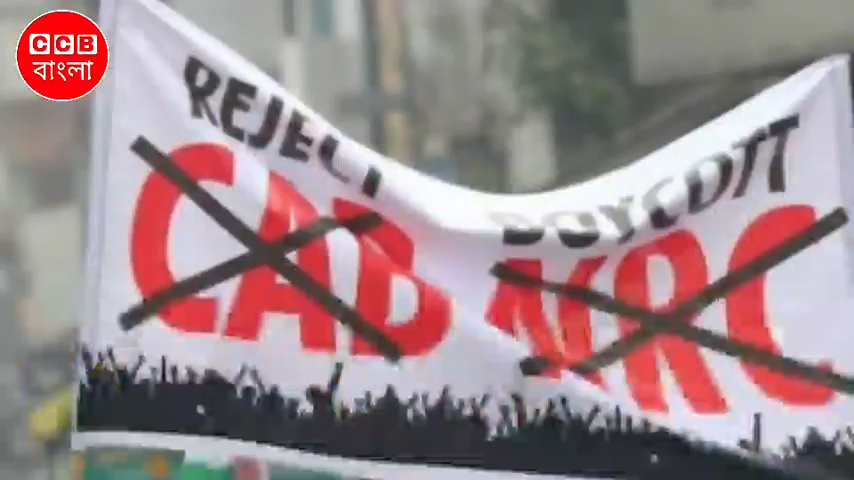 CCB
বাংলা
REJECT
CAB
BOYCOTT
NRC